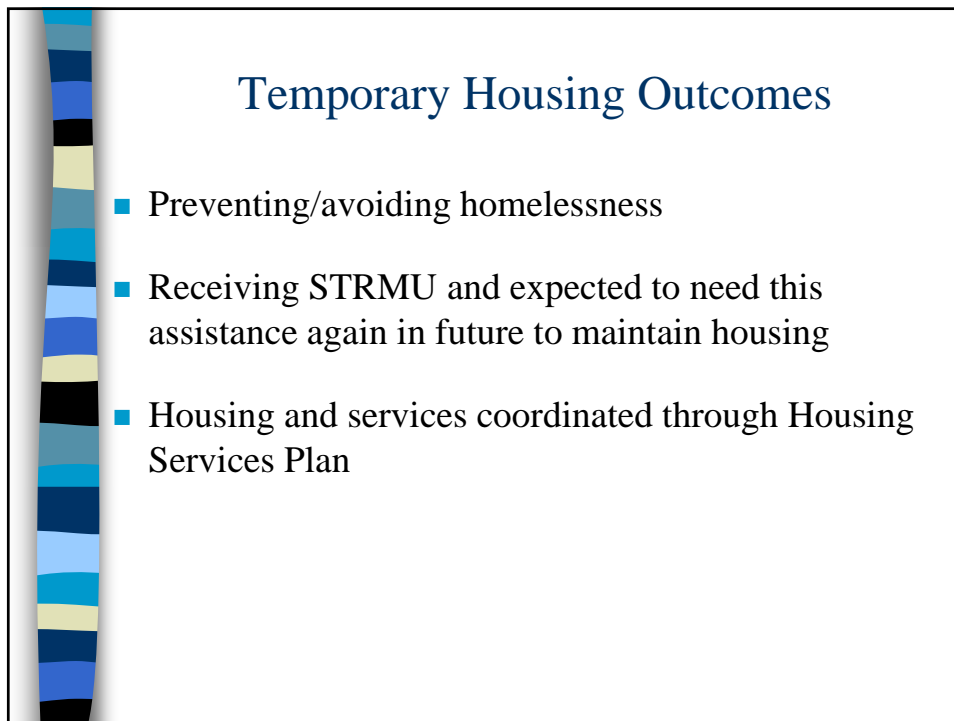 Temporary Housing Outcomes
Preventing/avoiding homelessness
Receiving STRMU and expected to need this
assistance again in future to maintain housing
Housing and services coordinated through Housing
Services Plan